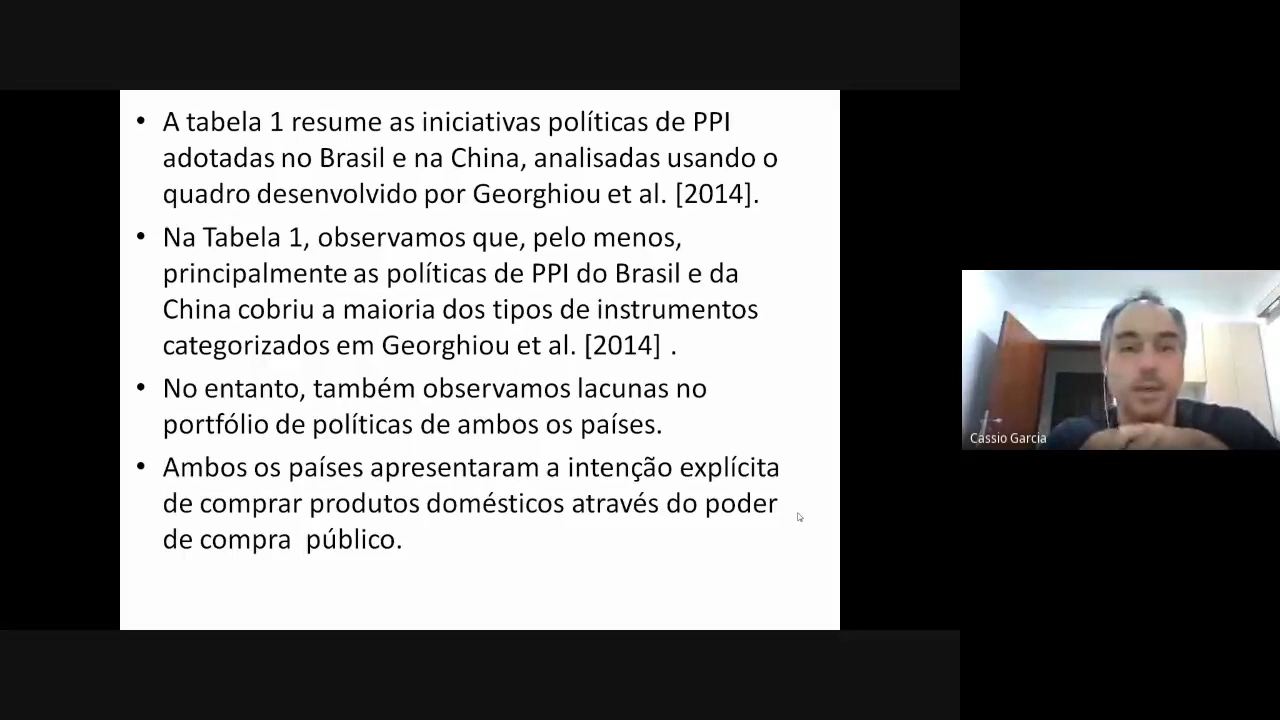 • A tabela 1 resume as iniciativas políticas de PPI
adotadas no Brasil e na China, analisadas usando o
quadro desenvolvido por Georghiou et al. [2014].
• Na Tabela 1, observamos que, pelo menos,
principalmente as políticas de PPI do Brasil e da
China cobriu a maioria dos tipos de instrumentos
categorizados em Georghiou et al. [2014] .
• No entanto, também observamos lacunas no
portfólio de políticas de ambos os países.
• Ambos os países apresentaram a intenção explícita
de comprar produtos domésticos através do poder
de compra  público.
Cassio Garcia